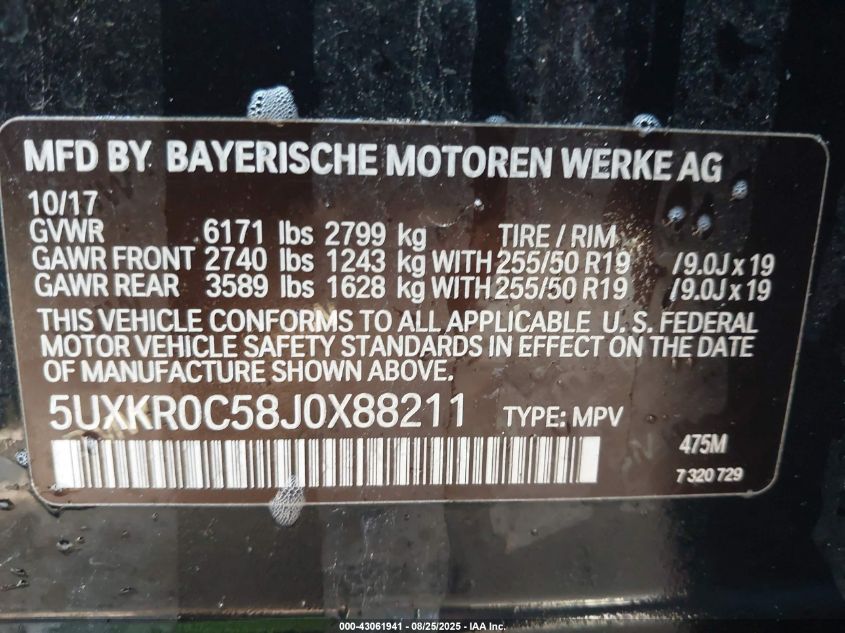 MFD BY BAYERISCHE MOTOREN WERKE AG
10/17
GVWR 6171 lbs 2799 kg TIRE / RIM
GAWR FRONT 2740 lbs 1243 kg WITH 255/50 R19 /9.0J x 19
GAWR REAR 3589 lbs 1628 kg WITH 255/50 R19 /9.0J x 19
THIS VEHICLE CONFORMS TO ALL APPLICABLE U. S. FEDERAL
MOTOR VEHICLE SAFETY STANDARDS IN EFFECT ON THE DATE
OF MANUFACTURE SHOWN ABOVE.
5UXKR0C58J0X88211 TYPE: MPV
475M
7 320 729
000-43061941 - 08/25/2025 - IAA Inc.